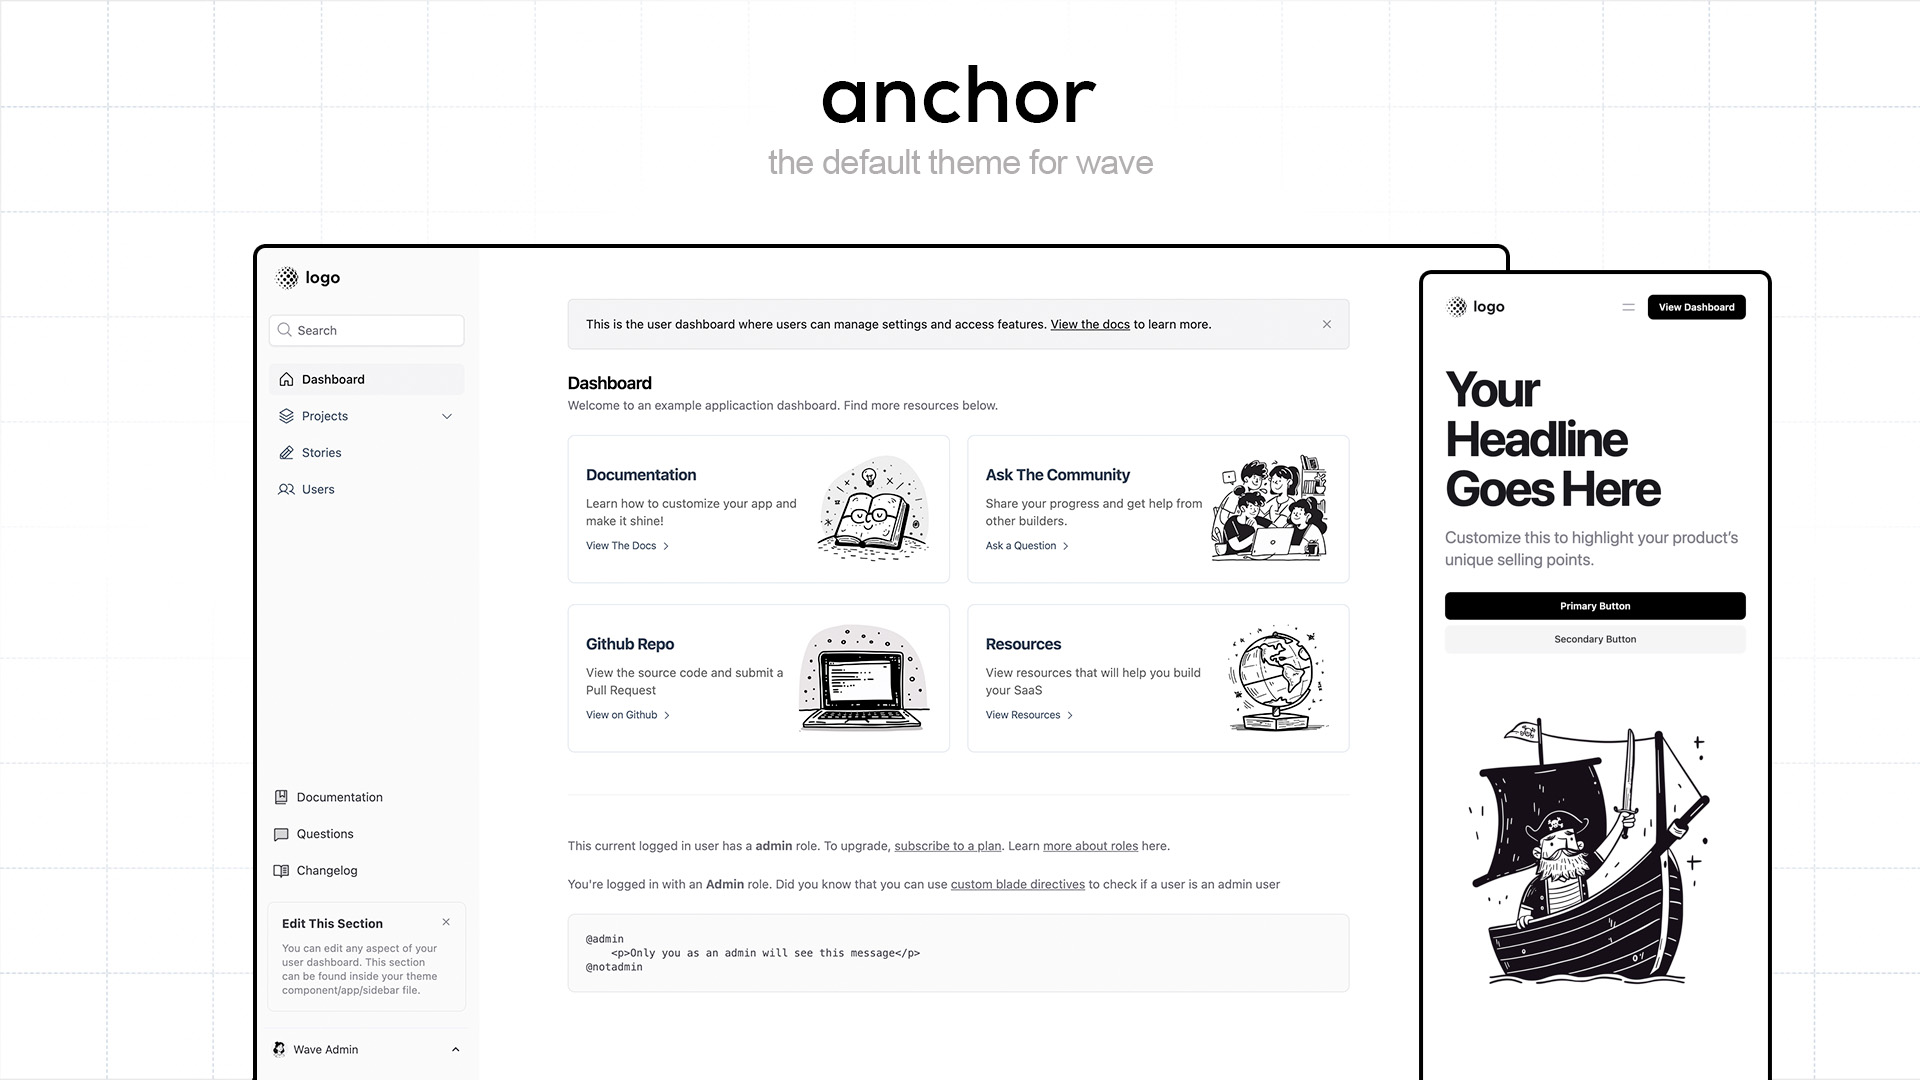 anchor
the default theme for wave
logo
Search
Dashboard
Projects
Stories
Users
Documentation
Questions
Changelog
Edit This Section
You can edit any aspect of your
user dashboard. This section
can be found inside your theme
component/app/sidebar file.
Wave Admin
This is the user dashboard where users can manage settings and access features. View the docs to learn more.
Dashboard
Welcome to an example applicaction dashboard. Find more resources below.
Documentation
Learn how to customize your app and
make it shine!
View The Docs
Ask The Community
Share your progress and get help from
other builders.
Ask a Question
Github Repo
View the source code and submit a
Pull Request
View on Github
Resources
View resources that will help you build
your SaaS
View Resources
This current logged in user has a admin role. To upgrade, subscribe to a plan. Learn more about roles here.
You're logged in with an Admin role. Did you know that you can use custom blade directives to check if a user is an admin user
@admin
<p>Only you as an admin will see this message</p>
@notadmin
logo
View Dashboard
Your
Headline
Goes Here
Customize this to highlight your product’s
unique selling points.
Primary Button
Secondary Button